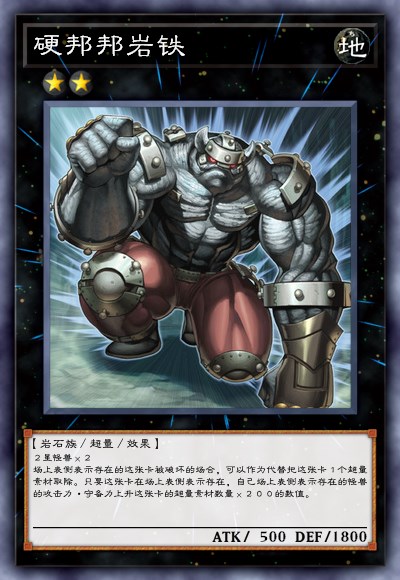 硬邦邦岩铁
地
【岩石族／超量／效果】
２星怪兽×２
场上表侧表示存在的这张卡被破坏的场合，可以作为代替把这张卡１个超量
素材取除。只要这张卡在场上表侧表示存在，自己场上表侧表示存在的怪兽
的攻击力·守备力上升这张卡的超量素材数量×２００的数值。
ATK/ 500 DEF/1800